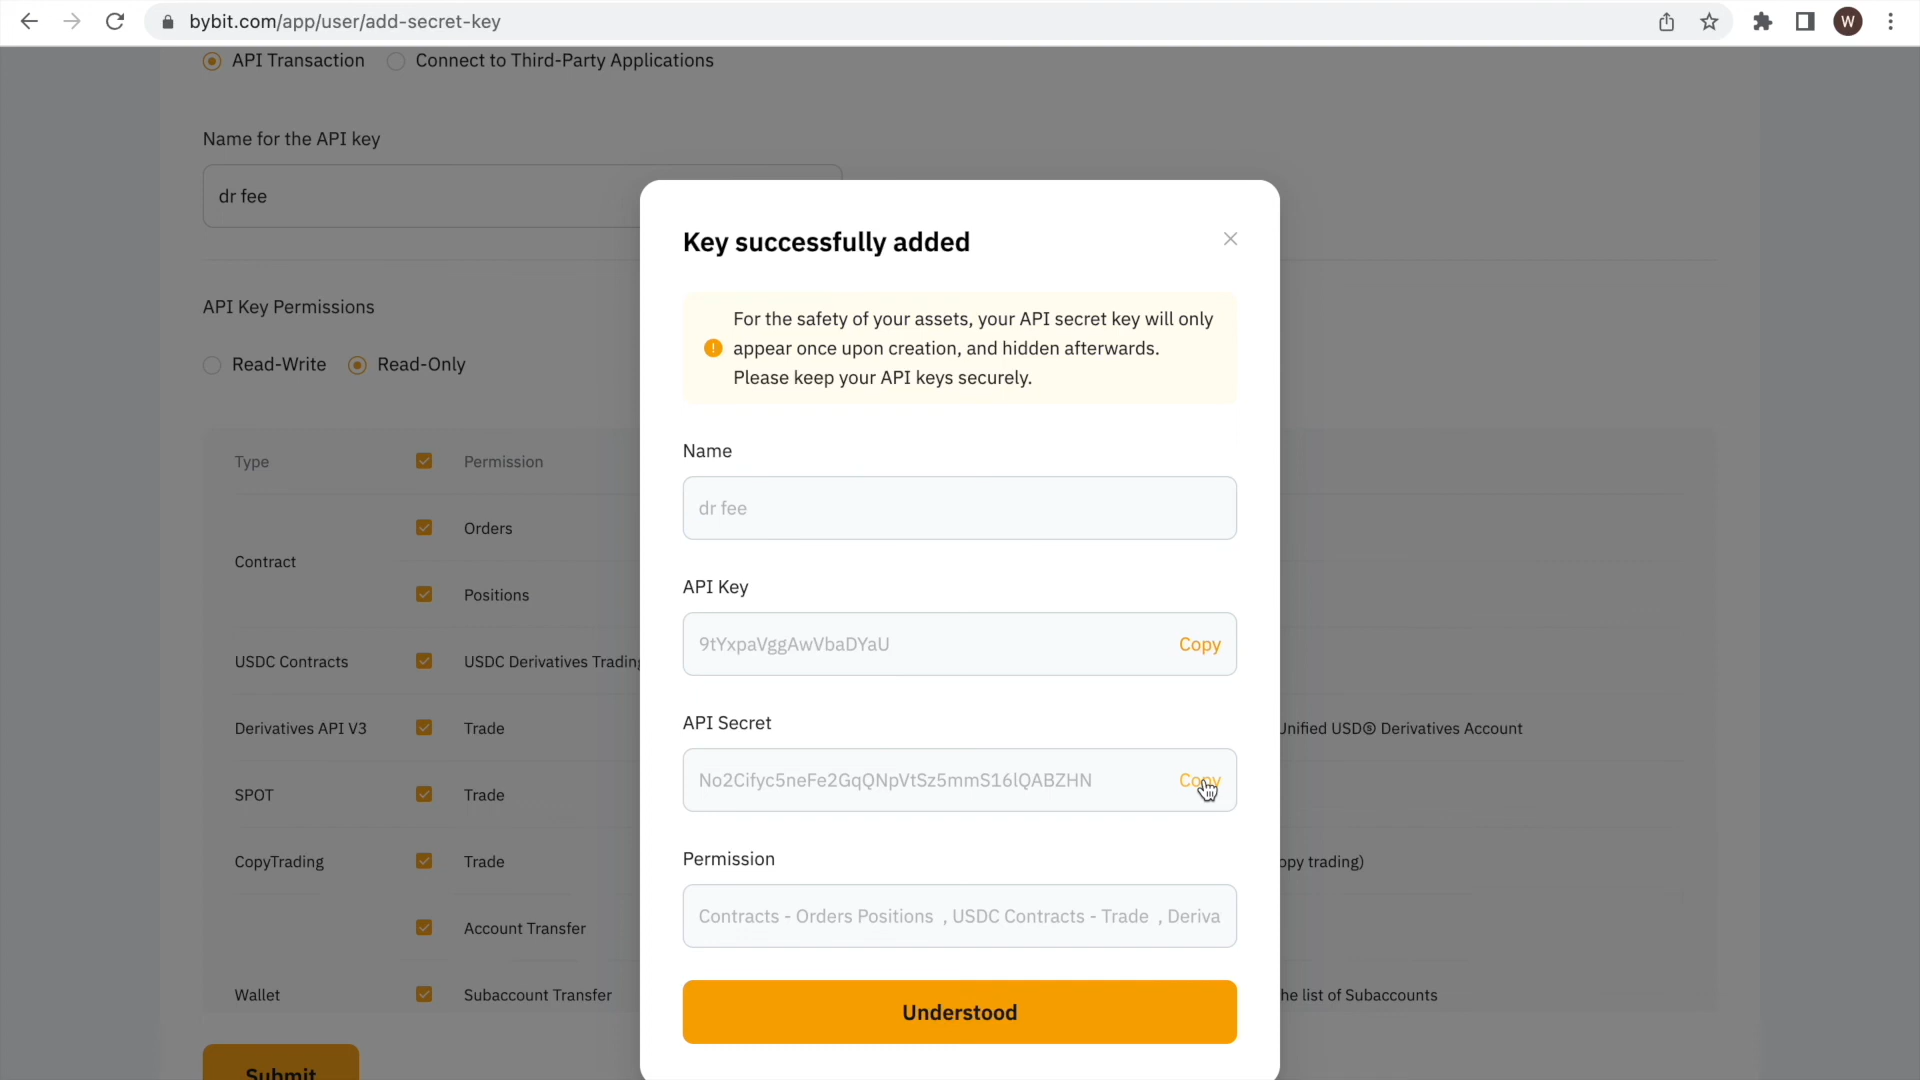 bybit.com/app/user/add-secret-key
W
API Transaction
Connect to Third-Party Applications
Name for the API key
dr fee
API Key Permissions
Read-Write
Read-Only
Type
Permission
Contract
Orders
Positions
USDC Contracts
USDC Derivatives Trading
Derivatives API V3
Trade
Unified USD® Derivatives Account
SPOT
Trade
CopyTrading
Trade
opy trading)
Account Transfer
Wallet
Subaccount Transfer
he list of Subaccounts
Submit
Key successfully added
For the safety of your assets, your API secret key will only
appear once upon creation, and hidden afterwards.
Please keep your API keys securely.
Name
dr fee
API Key
9tYxpaVggAwVbaDYaU
Copy
API Secret
No2Cifyc5neFe2GqQNpVtSz5mmS16lQABZHN
Copy
Permission
Contracts - Orders Positions , USDC Contracts - Trade , Deriva
Understood